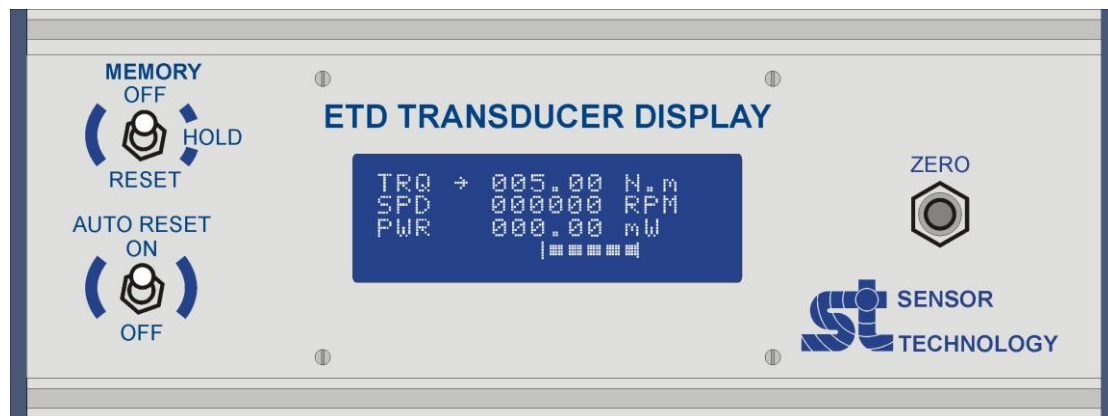 MEMORY
OFF
HOLD
RESET
AUTO RESET
ON
OFF
ETD TRANSDUCER DISPLAY
TRQ → 005.00 N.m
SPD 000000 RPM
PWR 000.00 mW
ZERO
st SENSOR
TECHNOLOGY